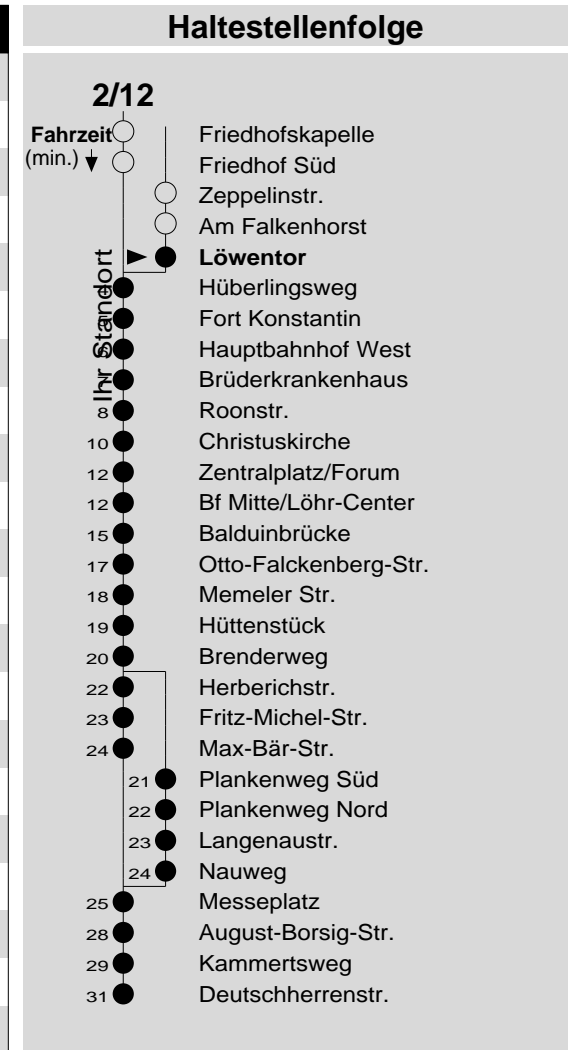 Haltestellenfolge
2/12
Fahrzeit Friedhofskapelle
(min.) Friedhof Süd
Zeppelinstr.
Am Falkenhorst
Löwentor
Ihr Standort
Hüberlingsweg
Fort Konstantin
Hauptbahnhof West
Brüderkrankenhaus
8 Roonstr.
10 Christuskirche
12 Zentralplatz/Forum
12 Bf Mitte/Löhr-Center
15 Balduinbrücke
17 Otto-Falckenberg-Str.
18 Memeler Str.
19 Hüttenstück
20 Brenderweg
22 Herberichstr.
23 Fritz-Michel-Str.
24 Max-Bär-Str.
21 Plankenweg Süd
22 Plankenweg Nord
23 Langenaustr.
24 Nauweg
25 Messeplatz
28 August-Borsig-Str.
29 Kammertsweg
31 Deutschherrenstr.